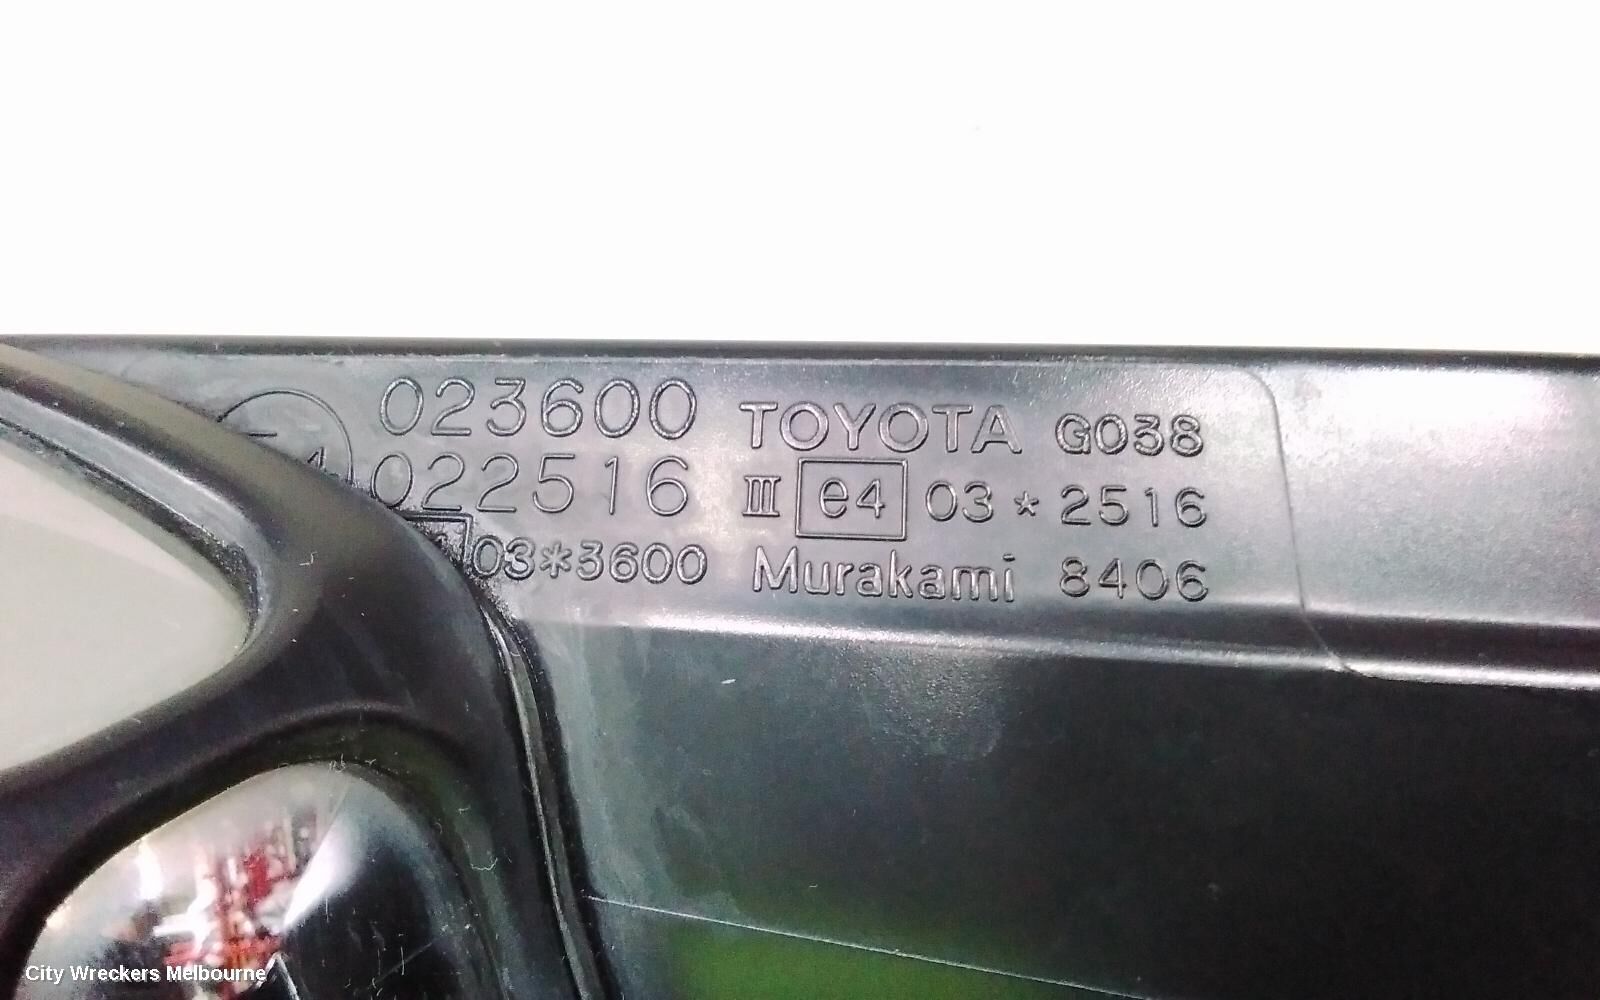 023600
022516
03*3600
TOYOTA G038
III e4 03 * 2516
Murakami 8406
City Wreckers Melbourne